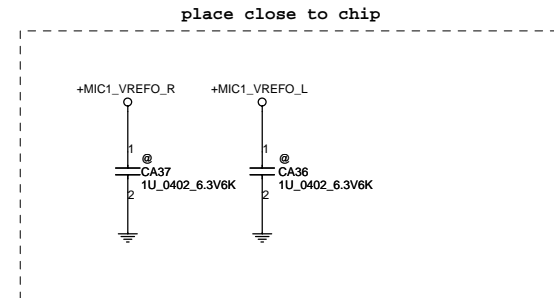 place close to chip
+MIC1_VREFO_R
+MIC1_VREFO_L
1
@
CA37
1U_0402_6.3V6K
2
1
@
CA36
1U_0402_6.3V6K
2